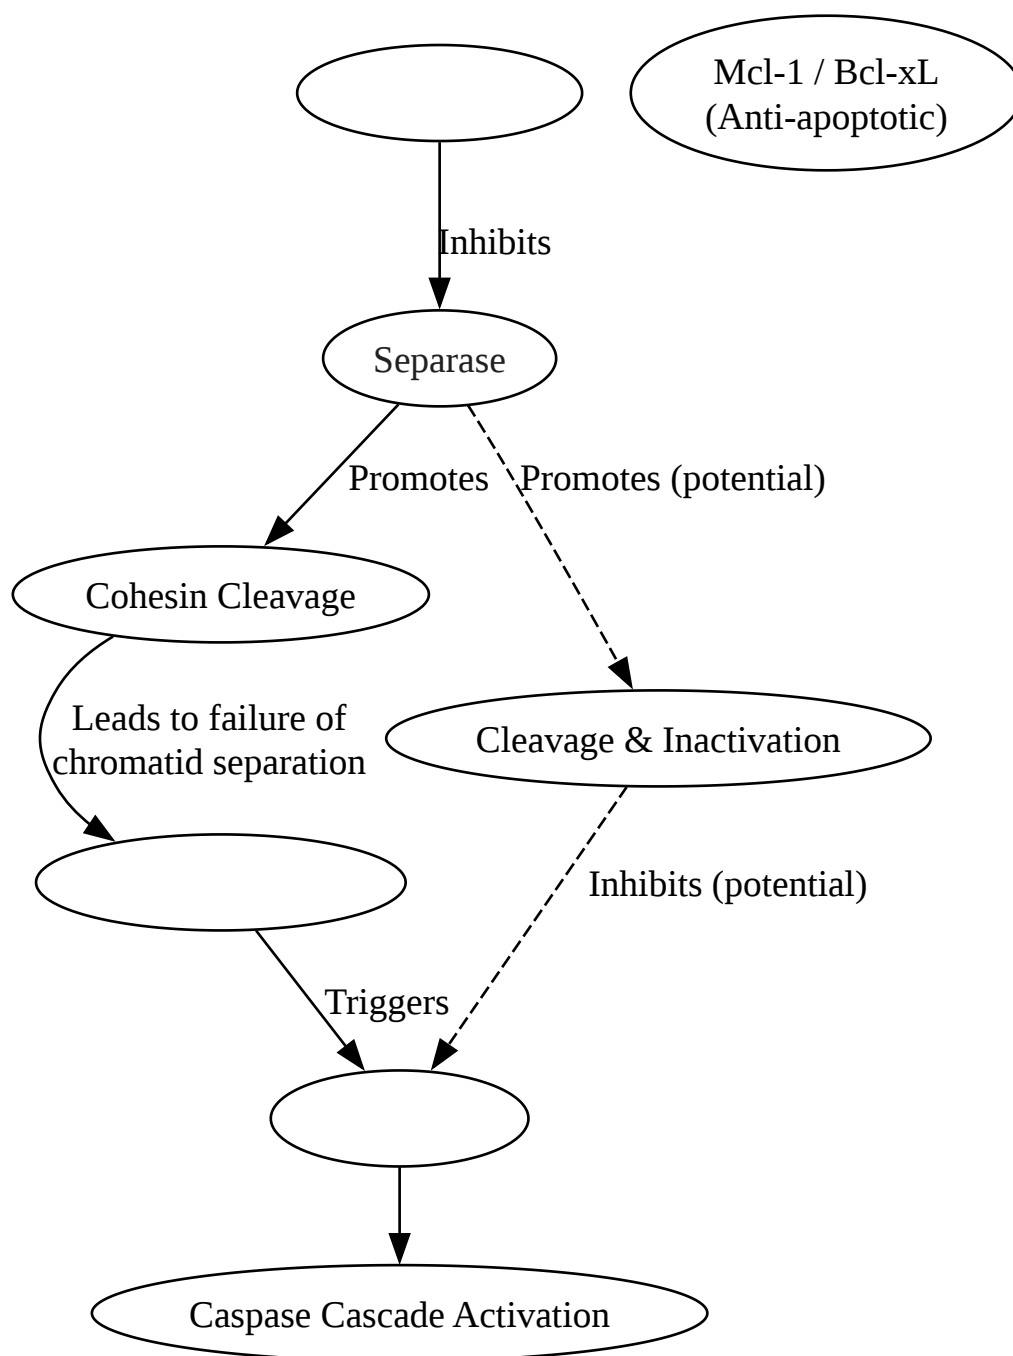 Mcl-1 / Bcl-xL
(Anti-apoptotic)
Inhibits
Separase
Promotes
Promotes (potential)
Cohesin Cleavage
Leads to failure of
chromatid separation
Cleavage & Inactivation
Inhibits (potential)
Triggers
Caspase Cascade Activation